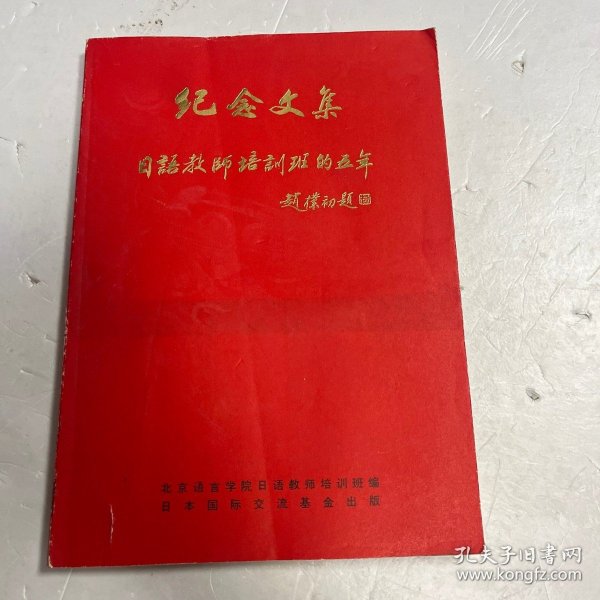 纪念文集
日語教師培訓班的五年
趙樸初題
北京语言学院日语教师培训班编
日本国际交流基金出版
孔夫子旧书网
www.kongfz.com